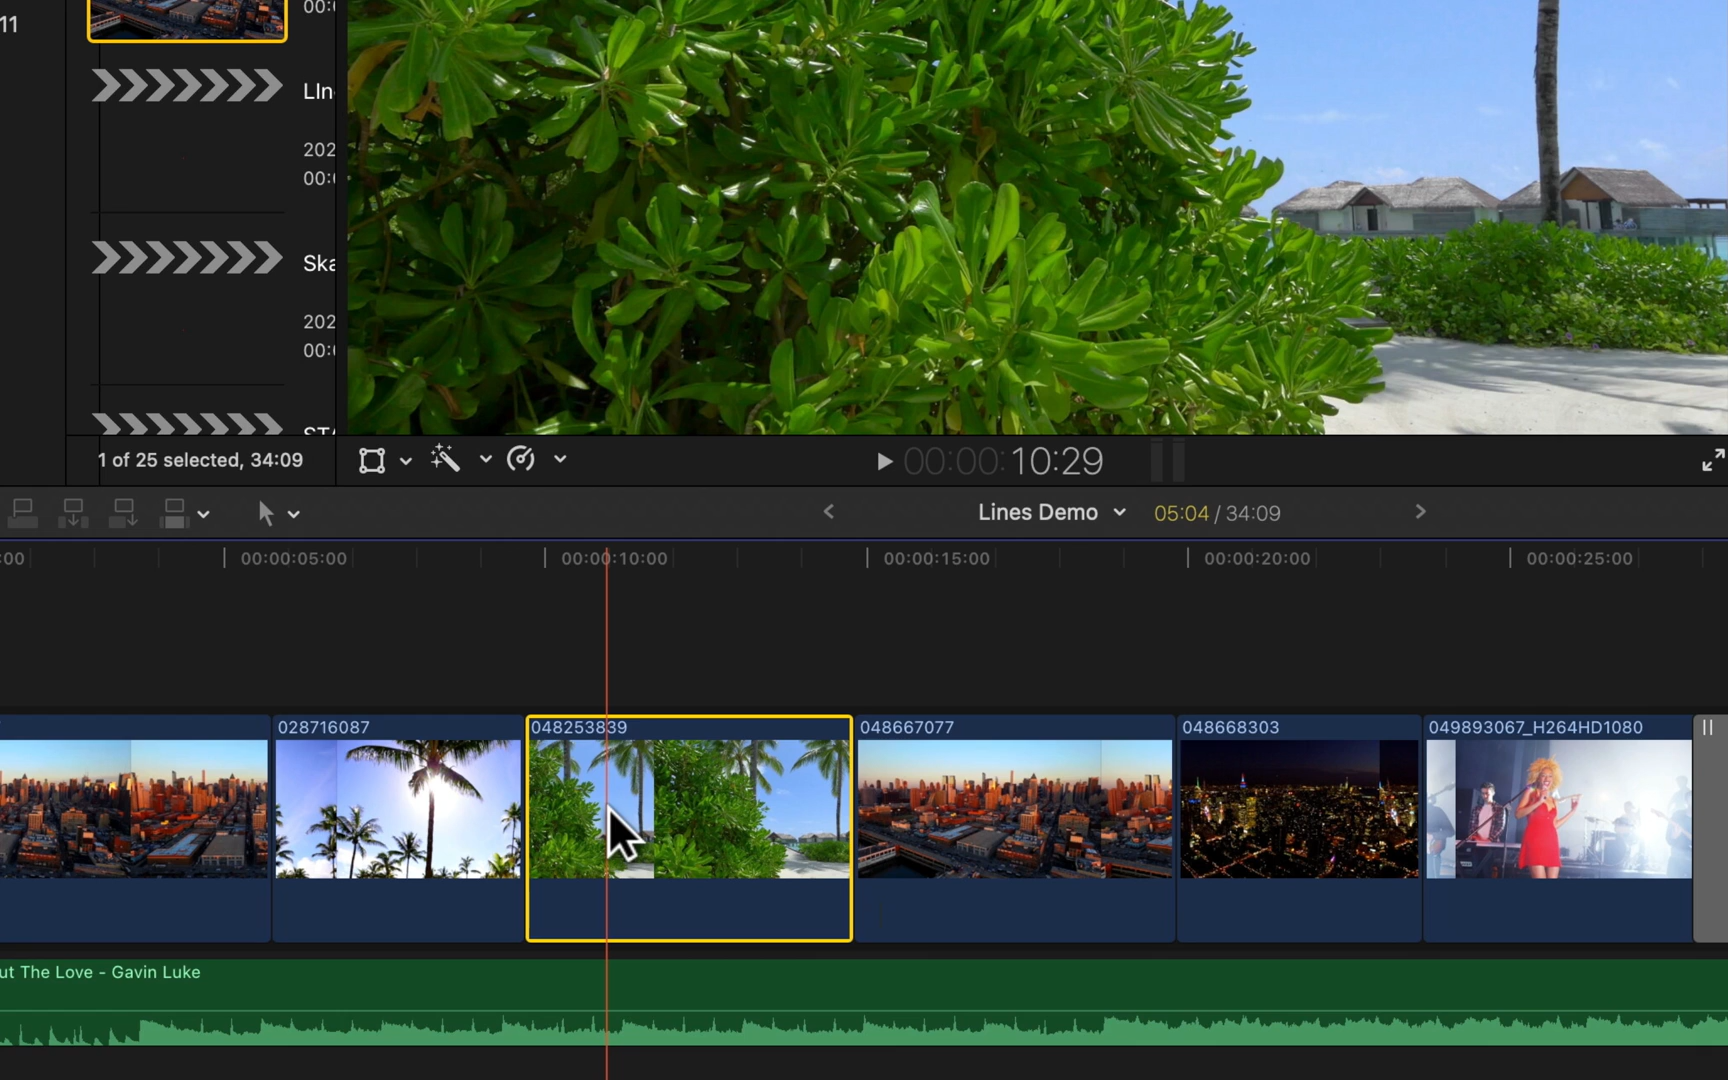 11
00:
LIn
202
00:
Ska
202
00:
1 of 25 selected, 34:09
00:00:10:29
Lines Demo
05:04 / 34:09
:00
00:00:05:00
00:00:10:00
00:00:15:00
00:00:20:00
00:00:25:00
028716087
048253839
048667077
048668303
049893067_H264HD1080
ut The Love - Gavin Luke